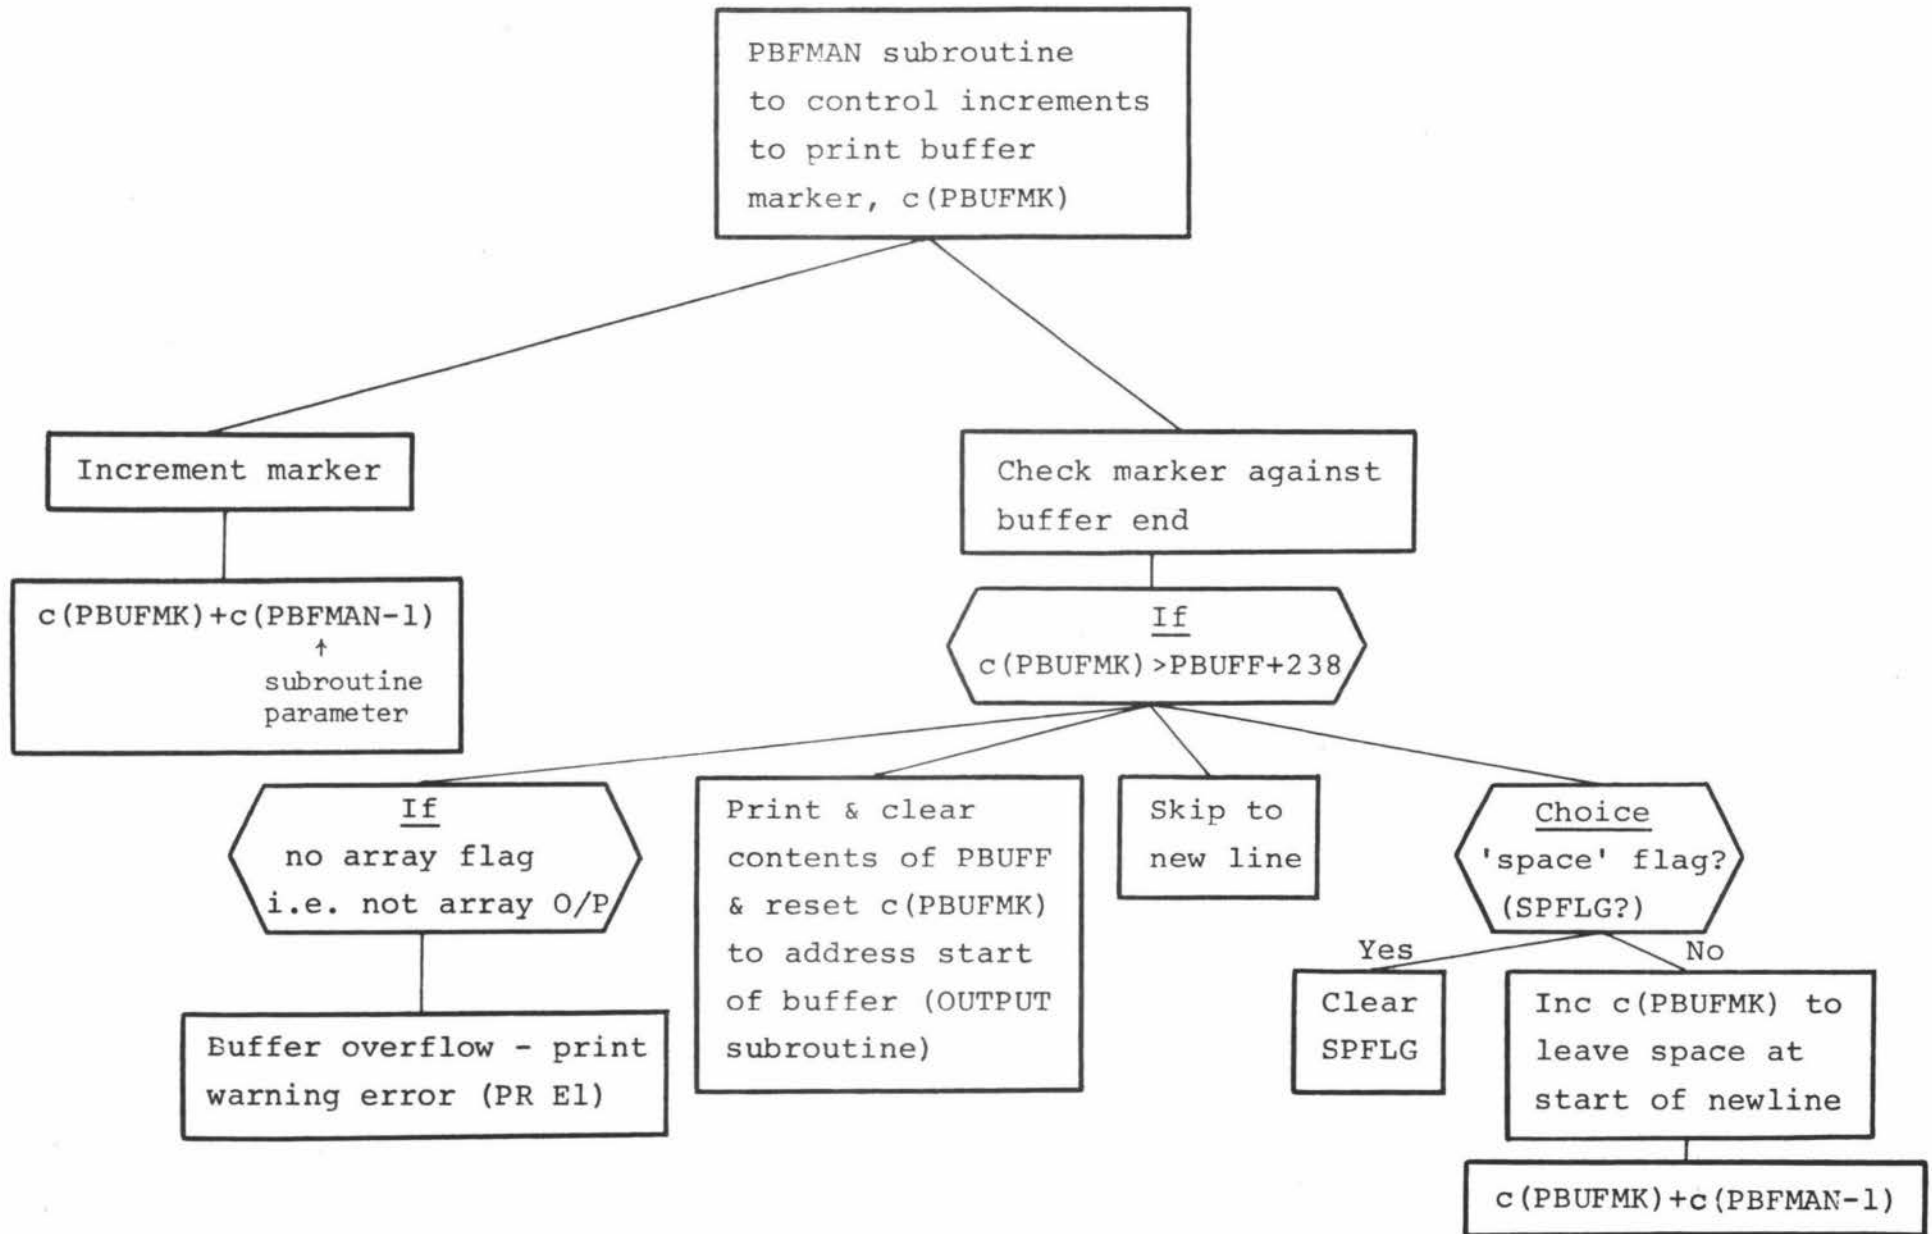 PBFMAN subroutine
to control increments
to print buffer
marker, c(PBUFMK)
Increment marker
c(PBUFMK)+c(PBFMAN-1)
↑
subroutine
parameter
Check marker against
buffer end
If
c(PBUFMK)>PBUFF+238
If
no array flag
i.e. not array O/P
Buffer overflow - print
warning error (PR E1)
Print & clear
contents of PBUFF
& reset c(PBUFMK)
to address start
of buffer (OUTPUT
subroutine)
Skip to
new line
Choice
'space' flag?
(SPFLG?)
Yes
No
Clear
SPFLG
Inc c(PBUFMK) to
leave space at
start of newline
c(PBUFMK)+c(PBFMAN-1)